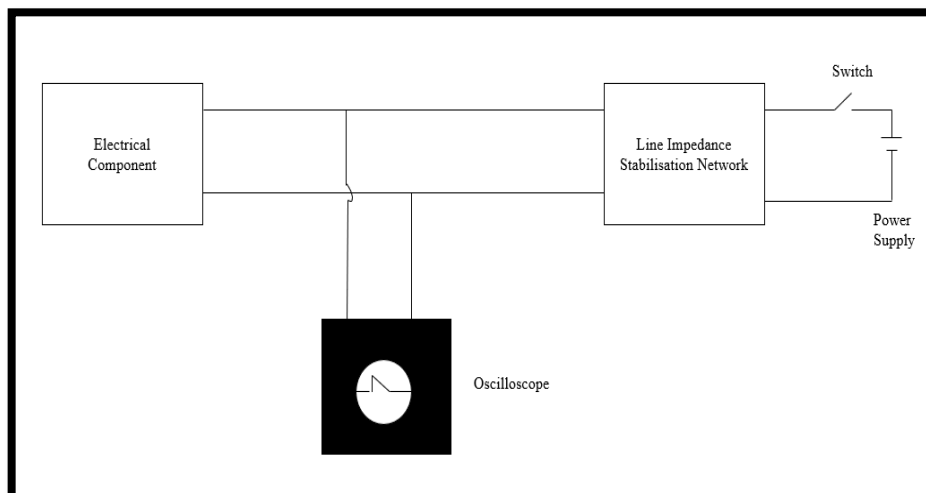 Switch
Electrical
Component
Line Impedance
Stabilisation Network
Power
Supply
Oscilloscope